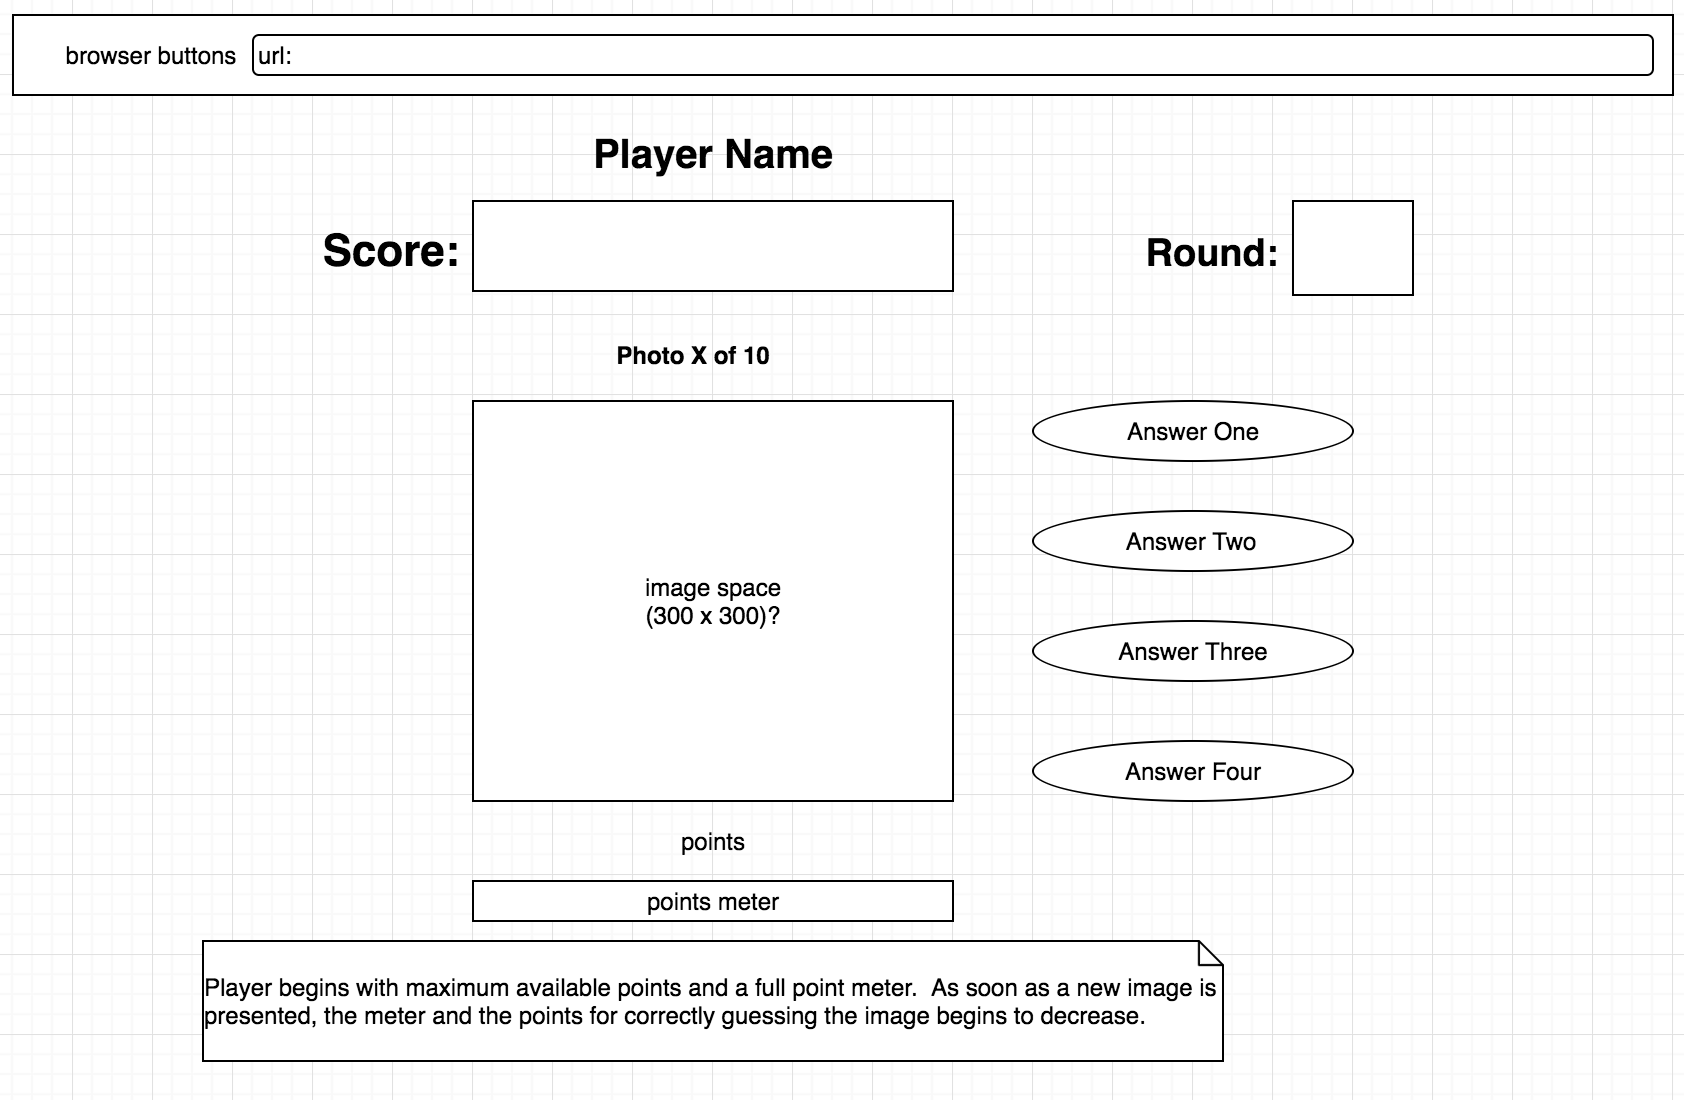 browser buttons url:
Player Name
Score:
Round:
Photo X of 10
image space
(300 x 300)?
Answer One
Answer Two
Answer Three
Answer Four
points
points meter
Player begins with maximum available points and a full point meter.  As soon as a new image is
presented, the meter and the points for correctly guessing the image begins to decrease.